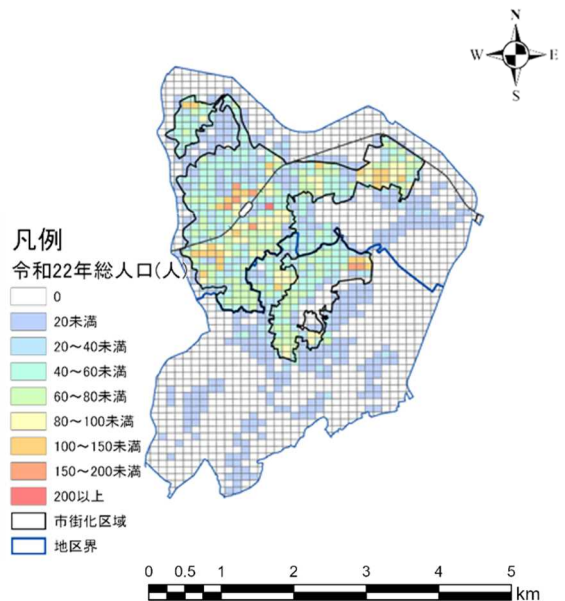 N
W E
S
凡例
令和22年総人口(人)
0
20未満
20～40未満
40～60未満
60～80未満
80～100未満
100～150未満
150～200未満
200以上
市街化区域
地区界
0 0.5 1 2 3 4 5
km